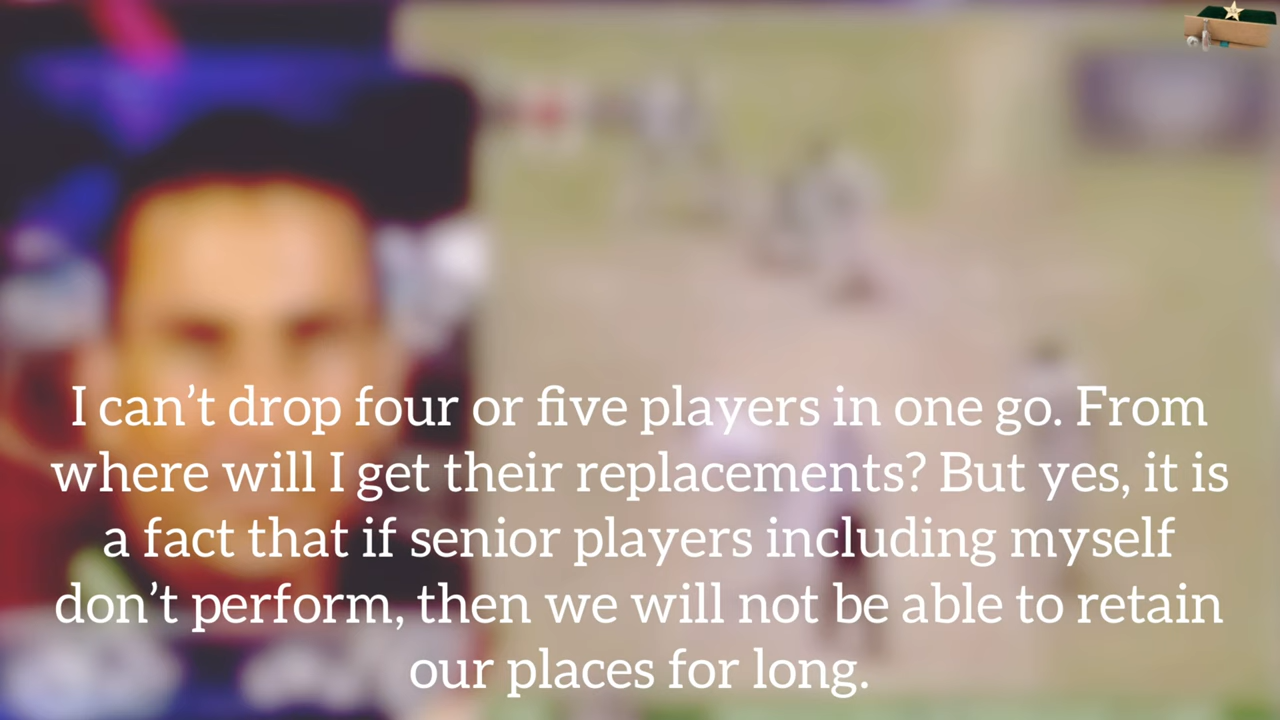 I can’t drop four or five players in one go. From
where will I get their replacements? But yes, it is
a fact that if senior players including myself
don’t perform, then we will not be able to retain
our places for long.